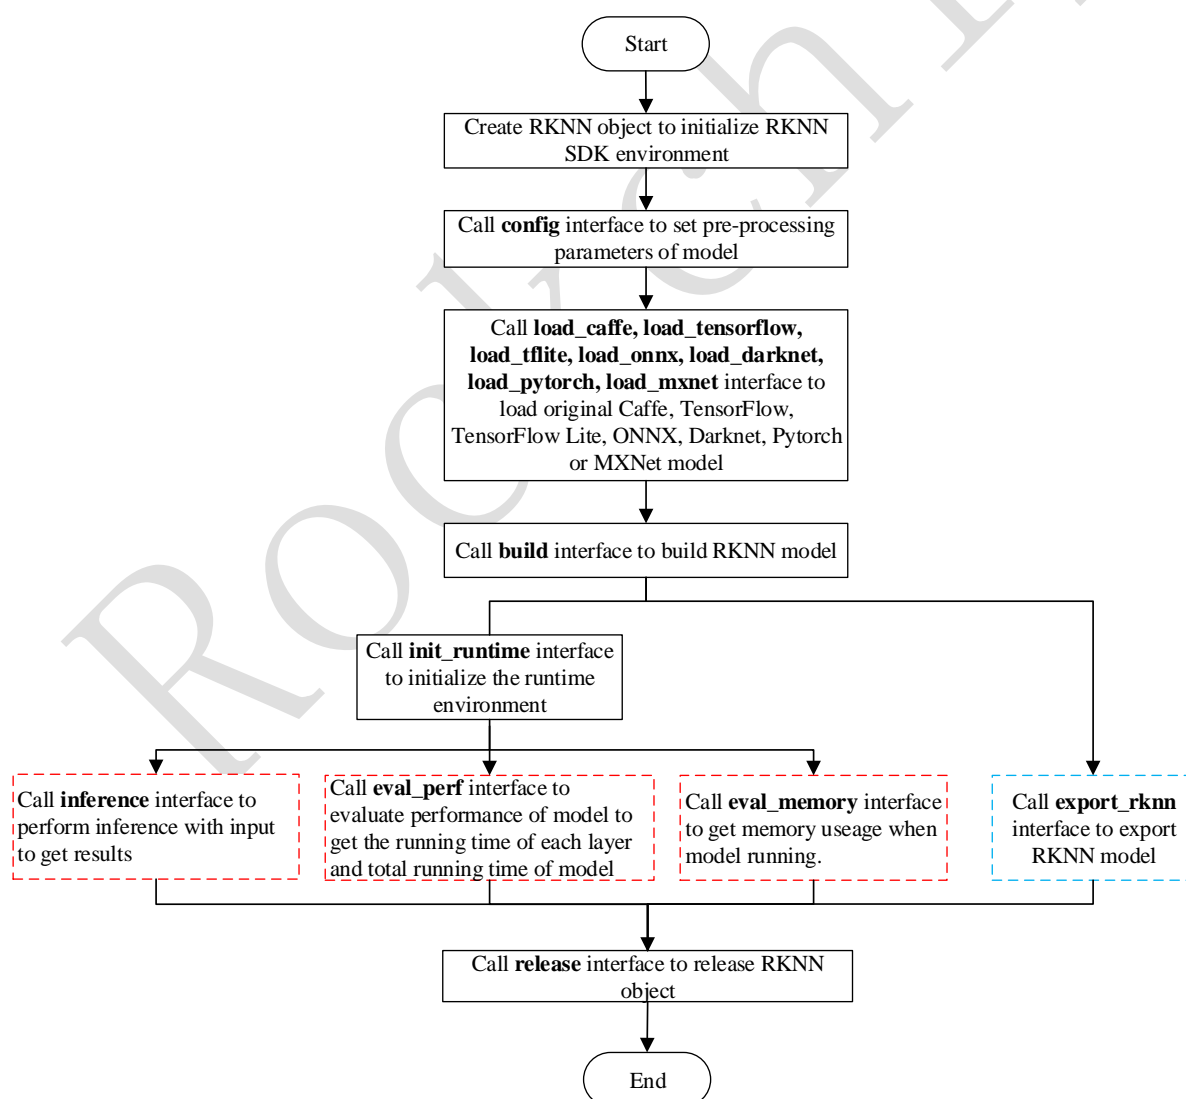 Start
Create RKNN object to initialize RKNN
SDK environment
Call config interface to set pre-processing
parameters of model
Call load_caffe, load_tensorflow,
load_tflite, load_onnx, load_darknet,
load_pytorch, load_mxnet interface to
load original Caffe, TensorFlow,
TensorFlow Lite, ONNX, Darknet, Pytorch
or MXNet model
Call build interface to build RKNN model
Call init_runtime interface
to initialize the runtime
environment
Call inference interface to
perform inference with input
to get results
Call eval_perf interface to
evaluate performance of model to
get the running time of each layer
and total running time of model
Call eval_memory interface
to get memory useage when
model running.
Call export_rknn
interface to export
RKNN model
Call release interface to release RKNN
object
End
Rockch